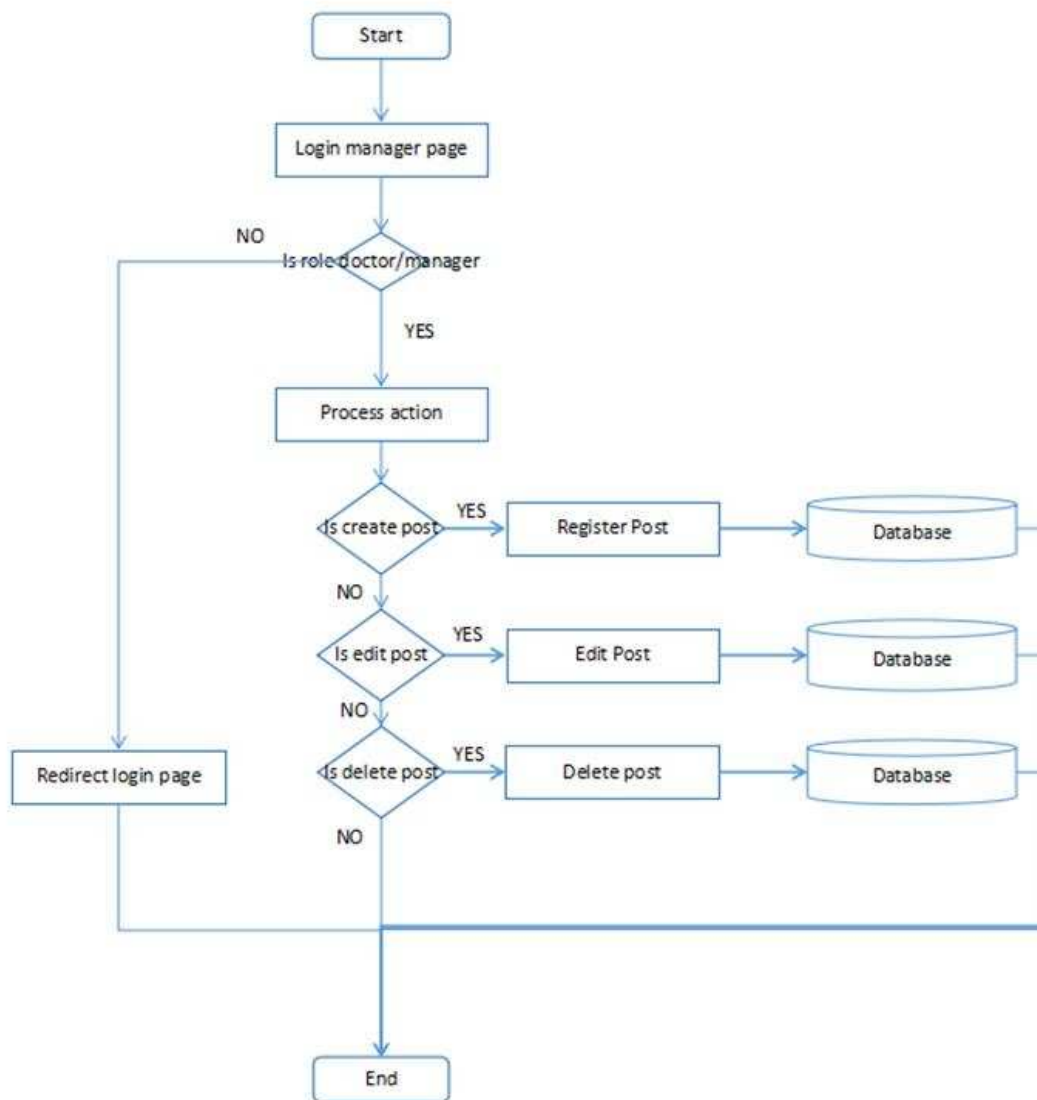 Start
Login manager page
NO
Is role doctor/manager
YES
Process action
Is create post
YES
Register Post
Database
NO
Is edit post
YES
Edit Post
Database
NO
Is delete post
YES
Delete post
Database
Redirect login page
NO
End